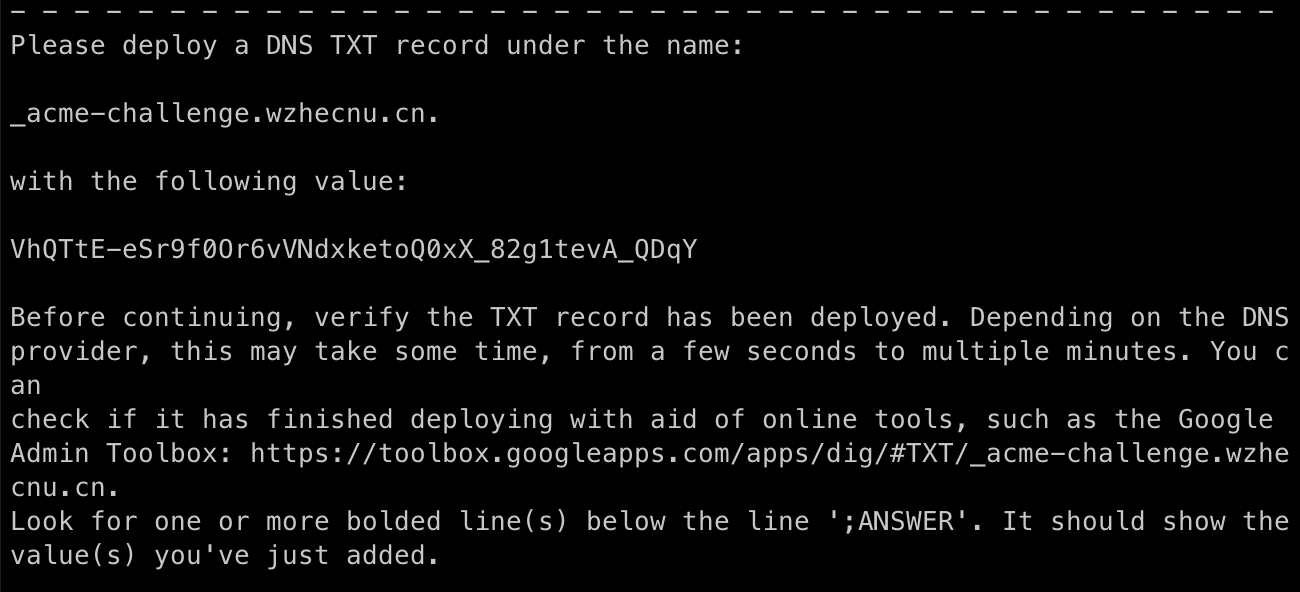 - - - - - - - - - - - - - - - - - - - - - - - - - - - - - - - - - - - - - - - -
Please deploy a DNS TXT record under the name:
_acme-challenge.wzhecnu.cn.
with the following value:
VhQTtE-eSr9f0Or6vVNdxketoQ0xX_82g1tevA_QDqY
Before continuing, verify the TXT record has been deployed. Depending on the DNS
provider, this may take some time, from a few seconds to multiple minutes. You c
an
check if it has finished deploying with aid of online tools, such as the Google
Admin Toolbox: https://toolbox.googleapps.com/apps/dig/#TXT/_acme-challenge.wzhe
cnu.cn.
Look for one or more bolded line(s) below the line ';ANSWER'. It should show the
value(s) you've just added.